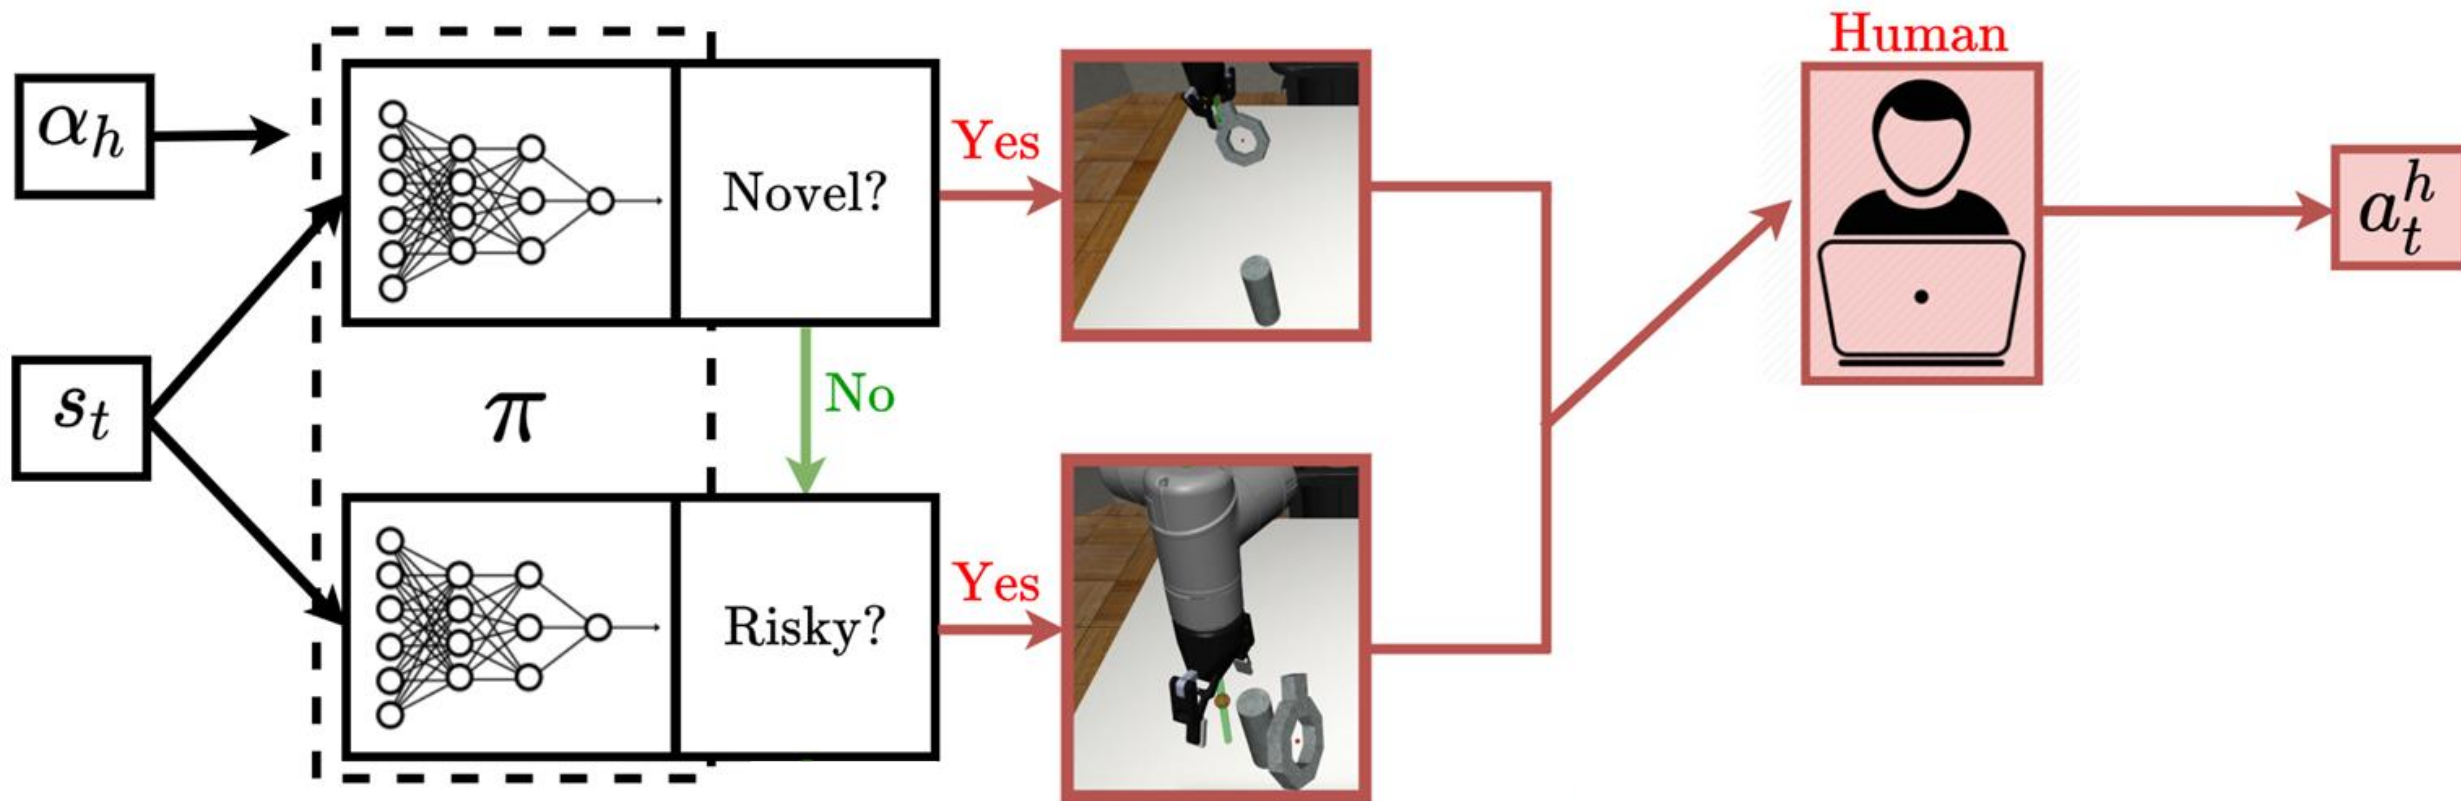 Human
α_h
Novel?
Yes
a_t^h
s_t
π
No
Risky?
Yes